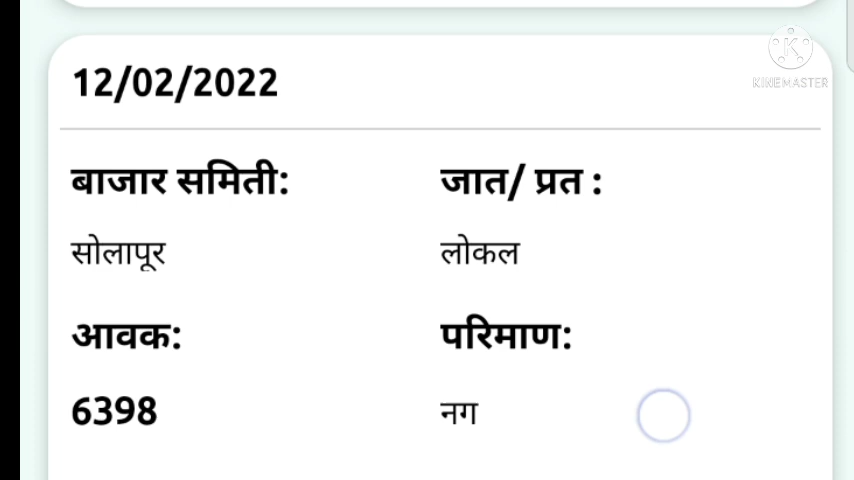 KINEMASTER
12/02/2022
बाजार समिती: जात/ प्रत :
सोलापूर लोकल
आवक: परिमाण:
6398 नग